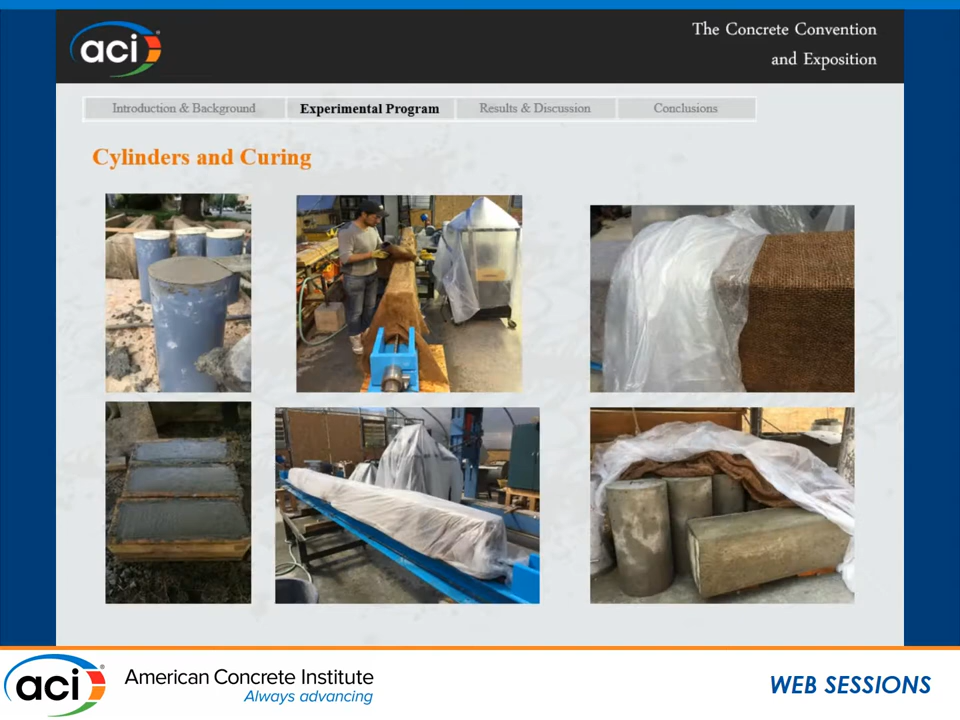 aci
The Concrete Convention
and Exposition
Introduction & Background
Experimental Program
Results & Discussion
Conclusions
Cylinders and Curing
aci
American Concrete Institute
Always advancing
WEB SESSIONS